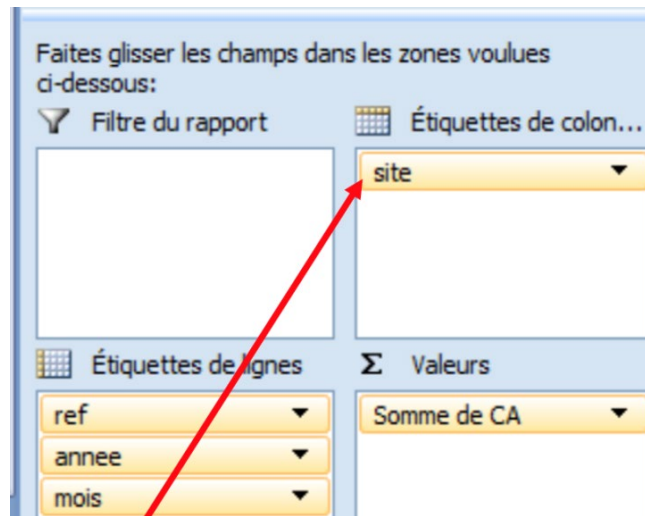 Faites glisser les champs dans les zones voulues
ci-dessous:
Filtre du rapport
Étiquettes de colon...
site
Étiquettes de lignes
Σ Valeurs
ref
Somme de CA
annee
mois